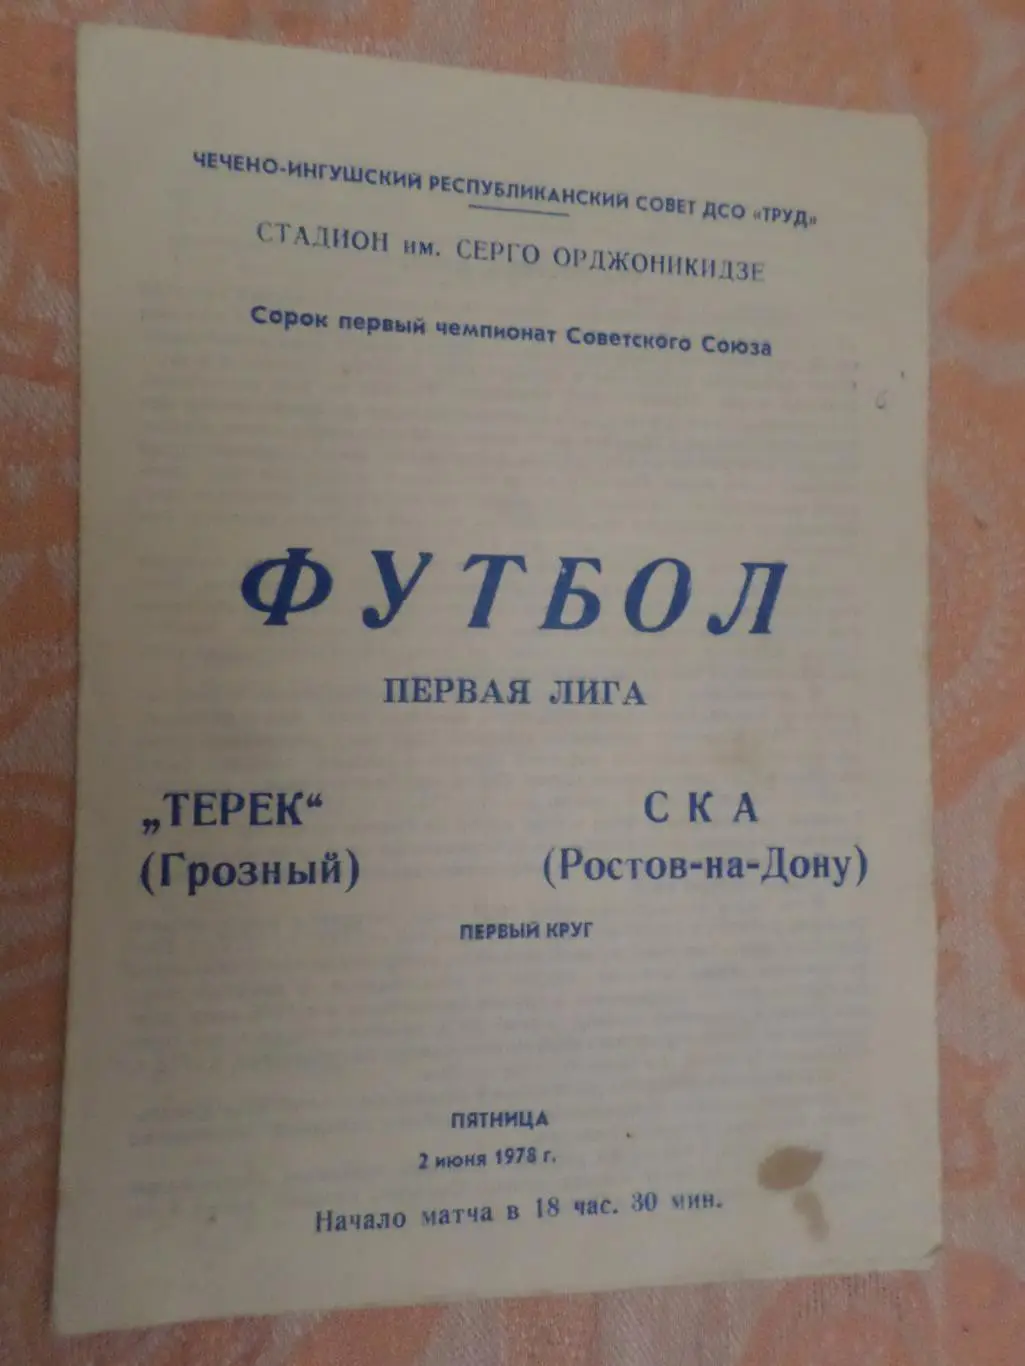 ЧЕЧЕНО-ИНГУШСКИЙ РЕСПУБЛИКАНСКИЙ СОВЕТ ДСО «ТРУД»
СТАДИОН им. СЕРГО ОРДЖОНИКИДЗЕ
Сорок первый чемпионат Советского Союза
ФУТБОЛ
ПЕРВАЯ ЛИГА
„ТЕРЕК“ СКА
(Грозный) (Ростов-на-Дону)
ПЕРВЫЙ КРУГ
ПЯТНИЦА
2 июня 1978 г.
Начало матча в 18 час. 30 мин.